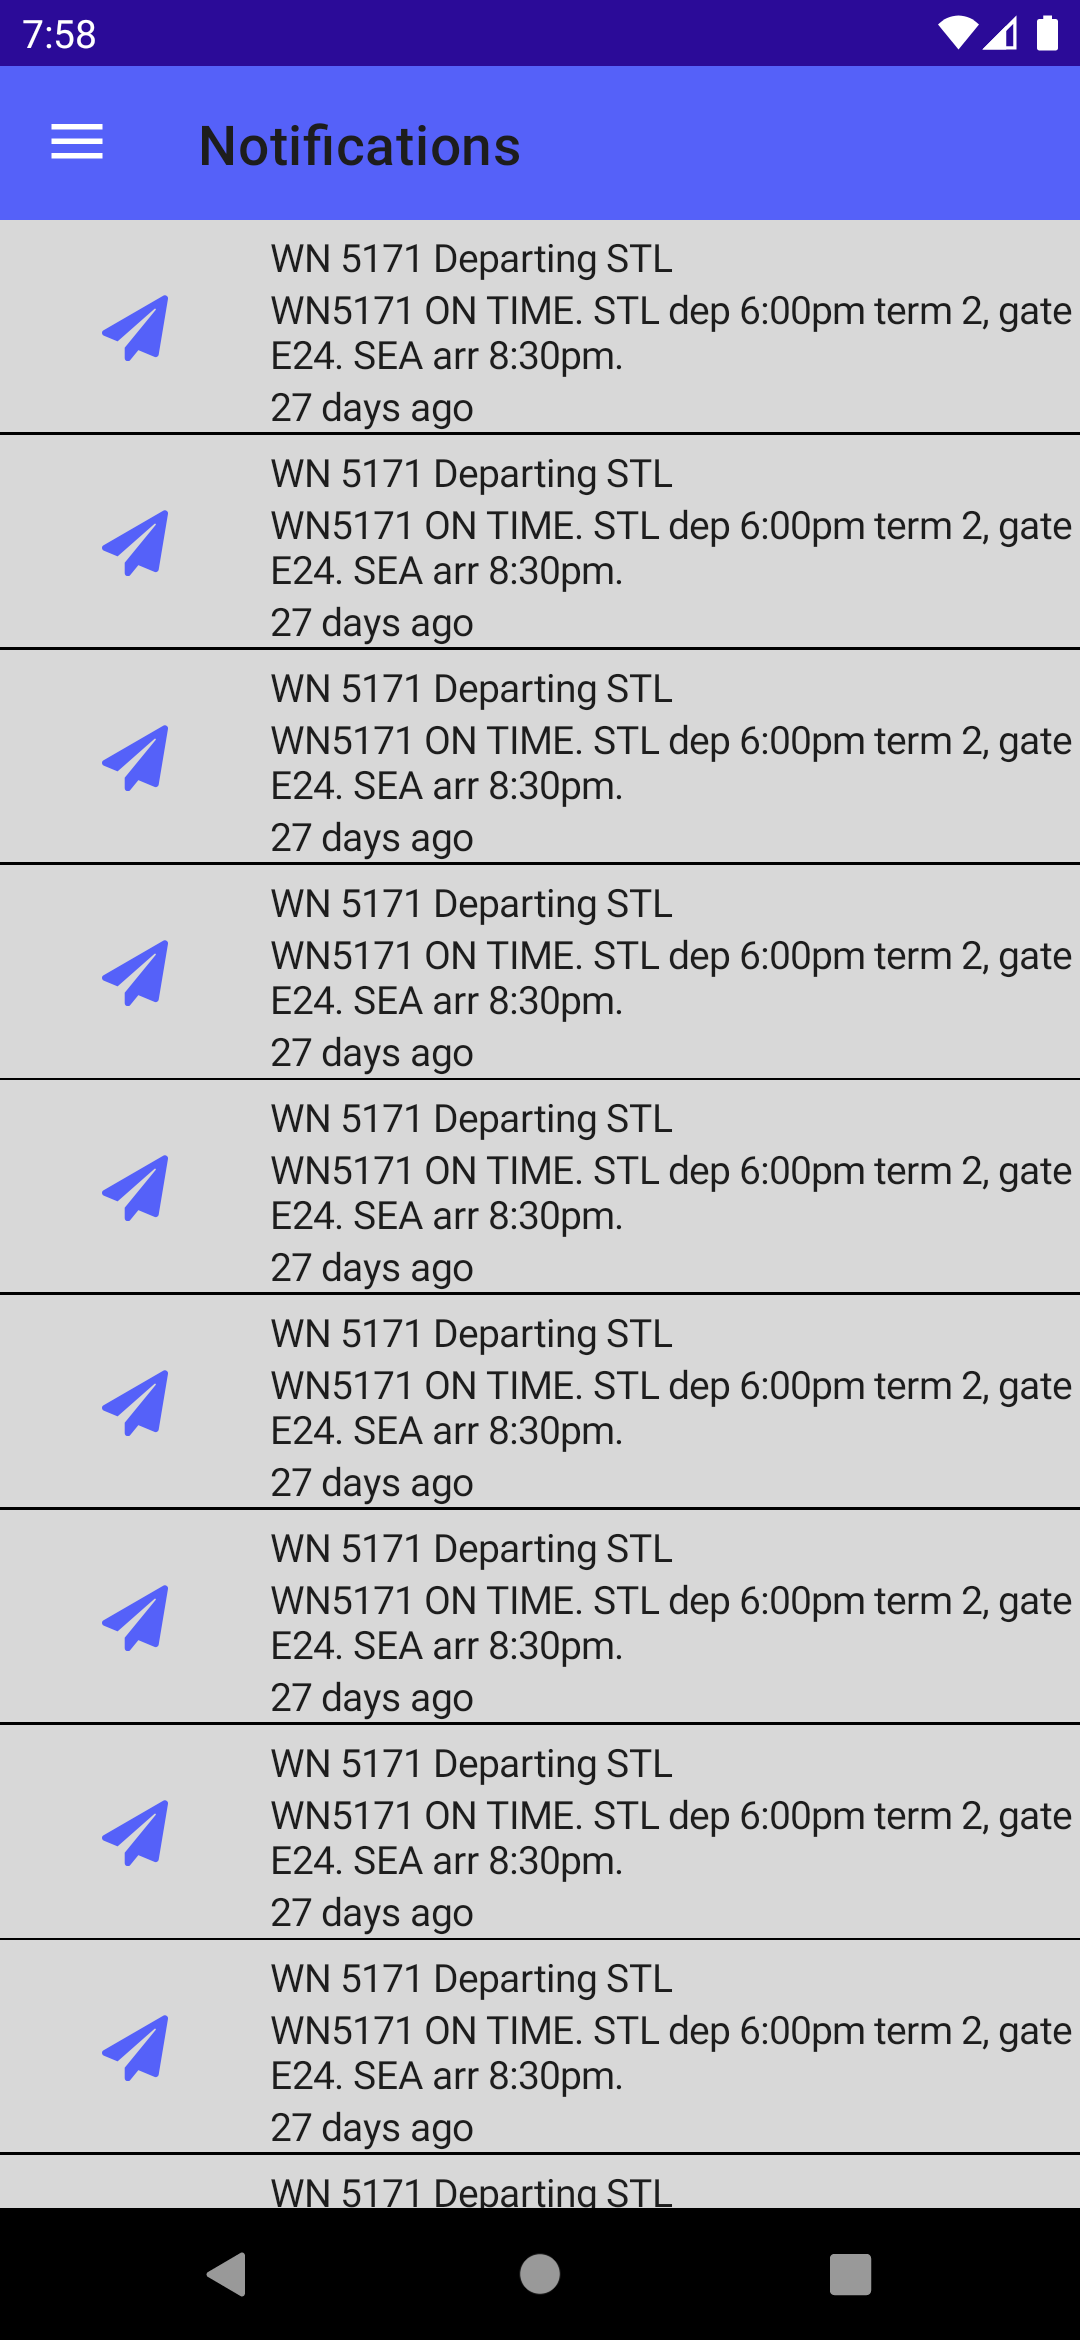 7:58
Notifications
WN 5171 Departing STL
WN5171 ON TIME. STL dep 6:00pm term 2, gate
E24. SEA arr 8:30pm.
27 days ago
WN 5171 Departing STL
WN5171 ON TIME. STL dep 6:00pm term 2, gate
E24. SEA arr 8:30pm.
27 days ago
WN 5171 Departing STL
WN5171 ON TIME. STL dep 6:00pm term 2, gate
E24. SEA arr 8:30pm.
27 days ago
WN 5171 Departing STL
WN5171 ON TIME. STL dep 6:00pm term 2, gate
E24. SEA arr 8:30pm.
27 days ago
WN 5171 Departing STL
WN5171 ON TIME. STL dep 6:00pm term 2, gate
E24. SEA arr 8:30pm.
27 days ago
WN 5171 Departing STL
WN5171 ON TIME. STL dep 6:00pm term 2, gate
E24. SEA arr 8:30pm.
27 days ago
WN 5171 Departing STL
WN5171 ON TIME. STL dep 6:00pm term 2, gate
E24. SEA arr 8:30pm.
27 days ago
WN 5171 Departing STL
WN5171 ON TIME. STL dep 6:00pm term 2, gate
E24. SEA arr 8:30pm.
27 days ago
WN 5171 Departing STL
WN5171 ON TIME. STL dep 6:00pm term 2, gate
E24. SEA arr 8:30pm.
27 days ago
WN 5171 Departing STL